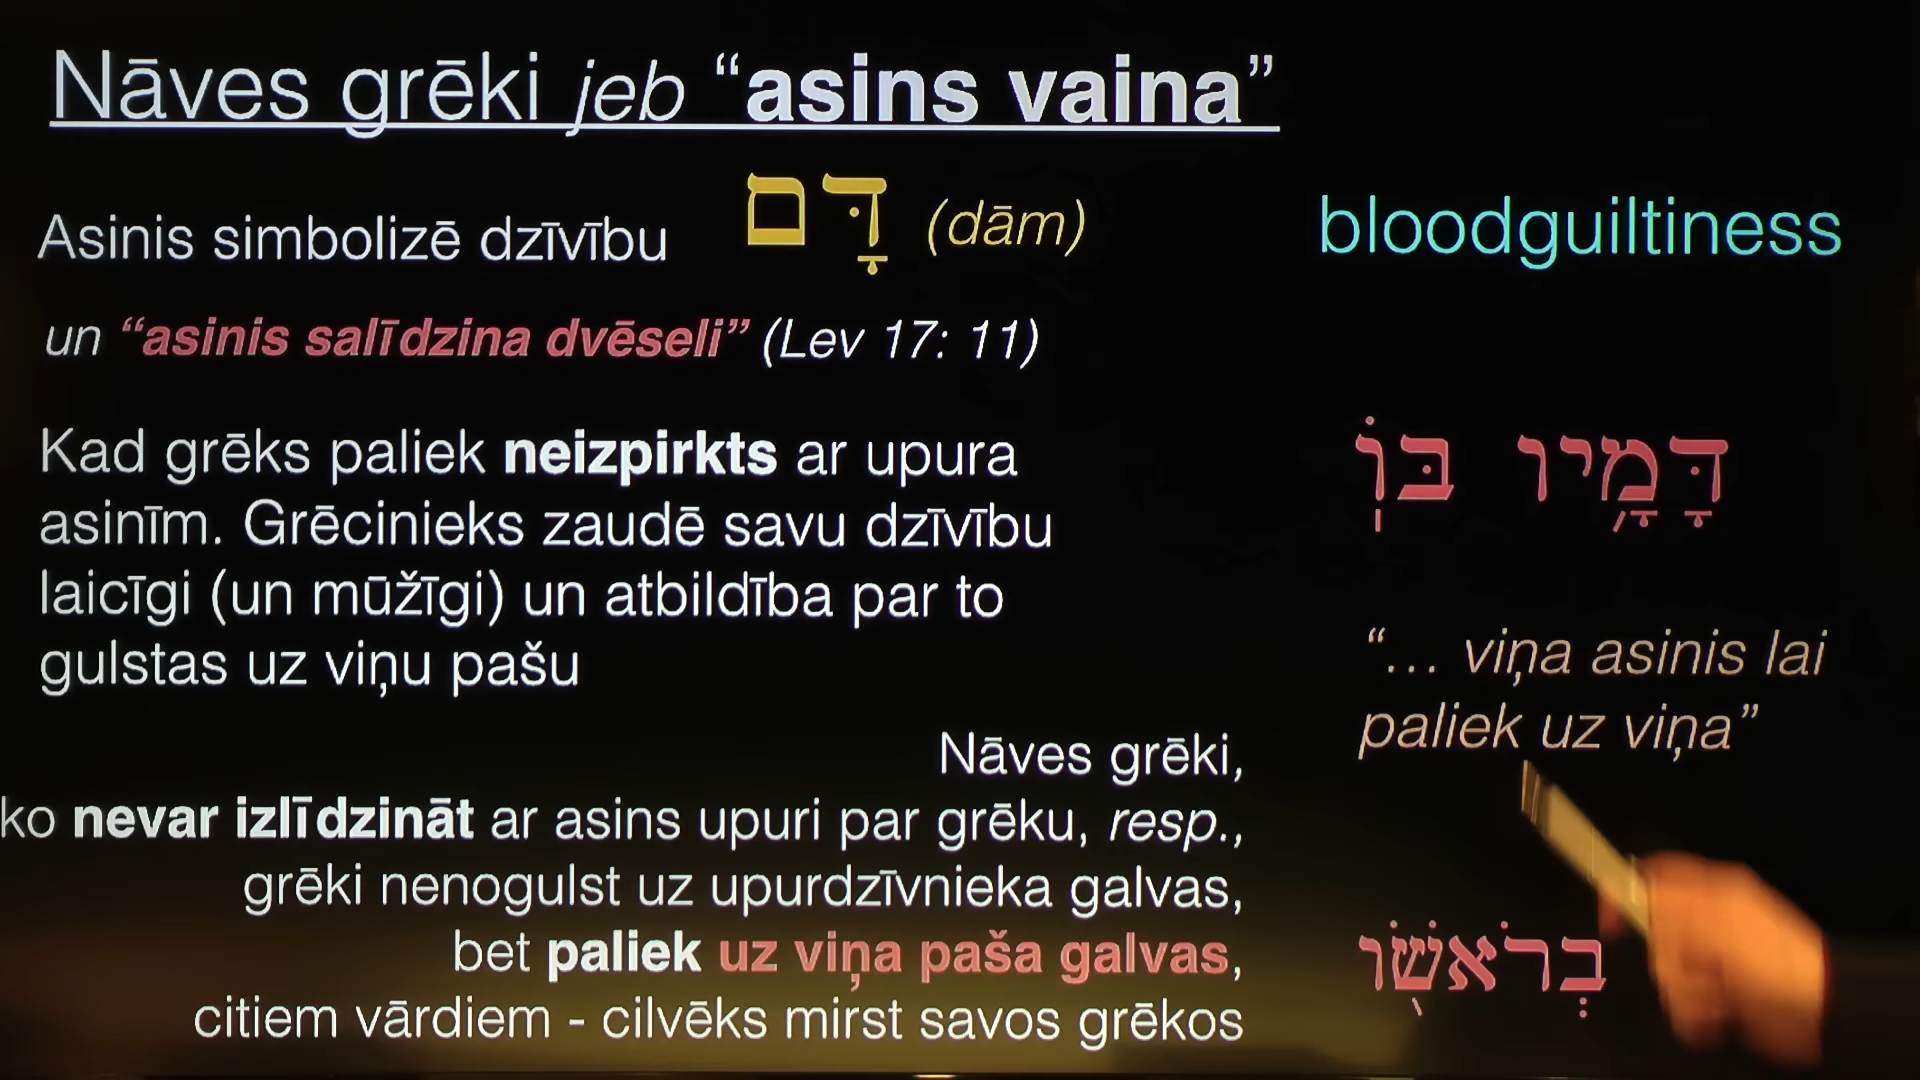 Nāves grēki jeb “asins vaina”
Asinis simbolizē dzīvību דָּם (dām)
bloodguiltiness
un “asinis salīdzina dvēseli” (Lev 17: 11)
Kad grēks paliek neizpirkts ar upura
asinīm. Grēcinieks zaudē savu dzīvību
laicīgi (un mūžīgi) un atbildība par to
gulstas uz viņu pašu
דָּמָ֥יו בּֽוֹ
“... viņa asinis lai
paliek uz viņa”
Nāves grēki,
ko nevar izlīdzināt ar asins upuri par grēku, resp.,
grēki nenogulst uz upurdzīvnieka galvas,
bet paliek uz viņa paša galvas,
citiem vārdiem - cilvēks mirst savos grēkos
בְּרֹאשׁ֖וֹ